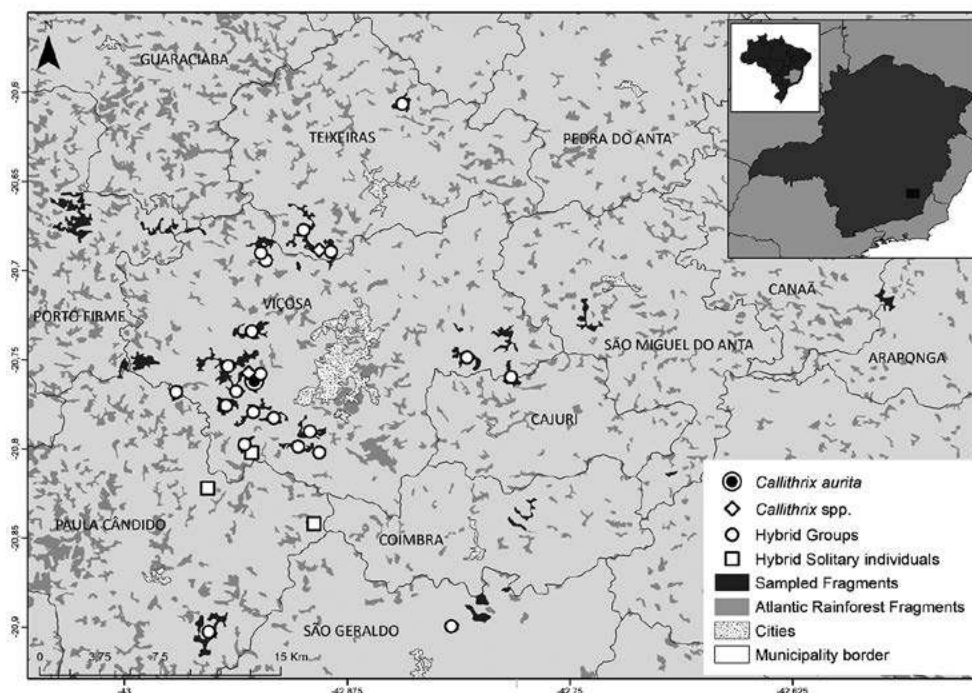 N
GUARACIABA
TEIXEIRAS
PEDRA DO ANTA
-20,6
-20,65
-20,7
-20,75
-20,8
-20,85
-20,9
VIÇOSA
CANAÃ
PORTO FIRME
SÃO MIGUEL DO ANTA
ARAPONGA
CAJURI
PAULA CÂNDIDO
COIMBRA
SÃO GERALDO
Callithrix aurita
Callithrix spp.
Hybrid Groups
Hybrid Solitary individuals
Sampled Fragments
Atlantic Rainforest Fragments
Cities
Municipality border
0 3.75 7.5 15 Km
-43 -42.875 -42.75 -42.625